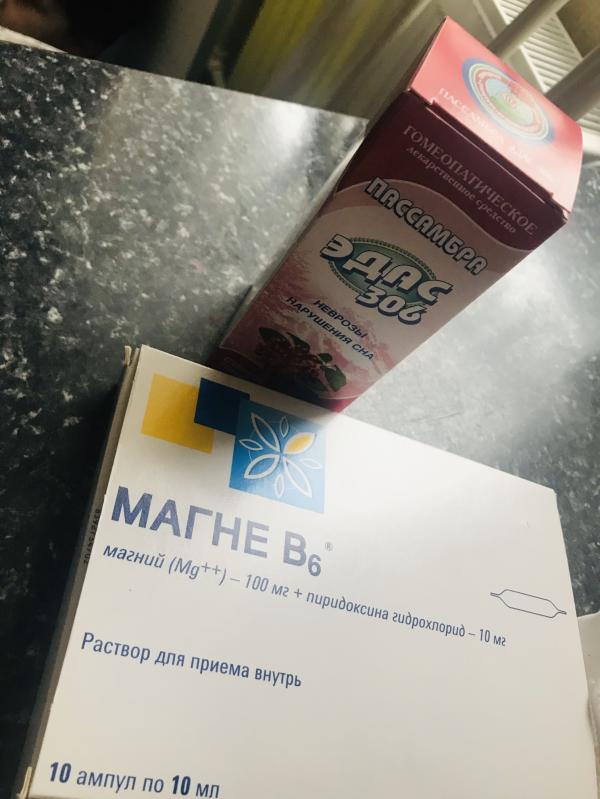 ГОМЕОПАТИЧЕСКОЕ
лекарственное средство
ПАССАМБРА
ЭДАС
306
НЕВРОЗЫ
НАРУШЕНИЯ СНА
МАГНЕ В6®
магний (Mg++) – 100 мг + пиридоксина гидрохлорид – 10 мг
Раствор для приема внутрь
10 ампул по 10 мл